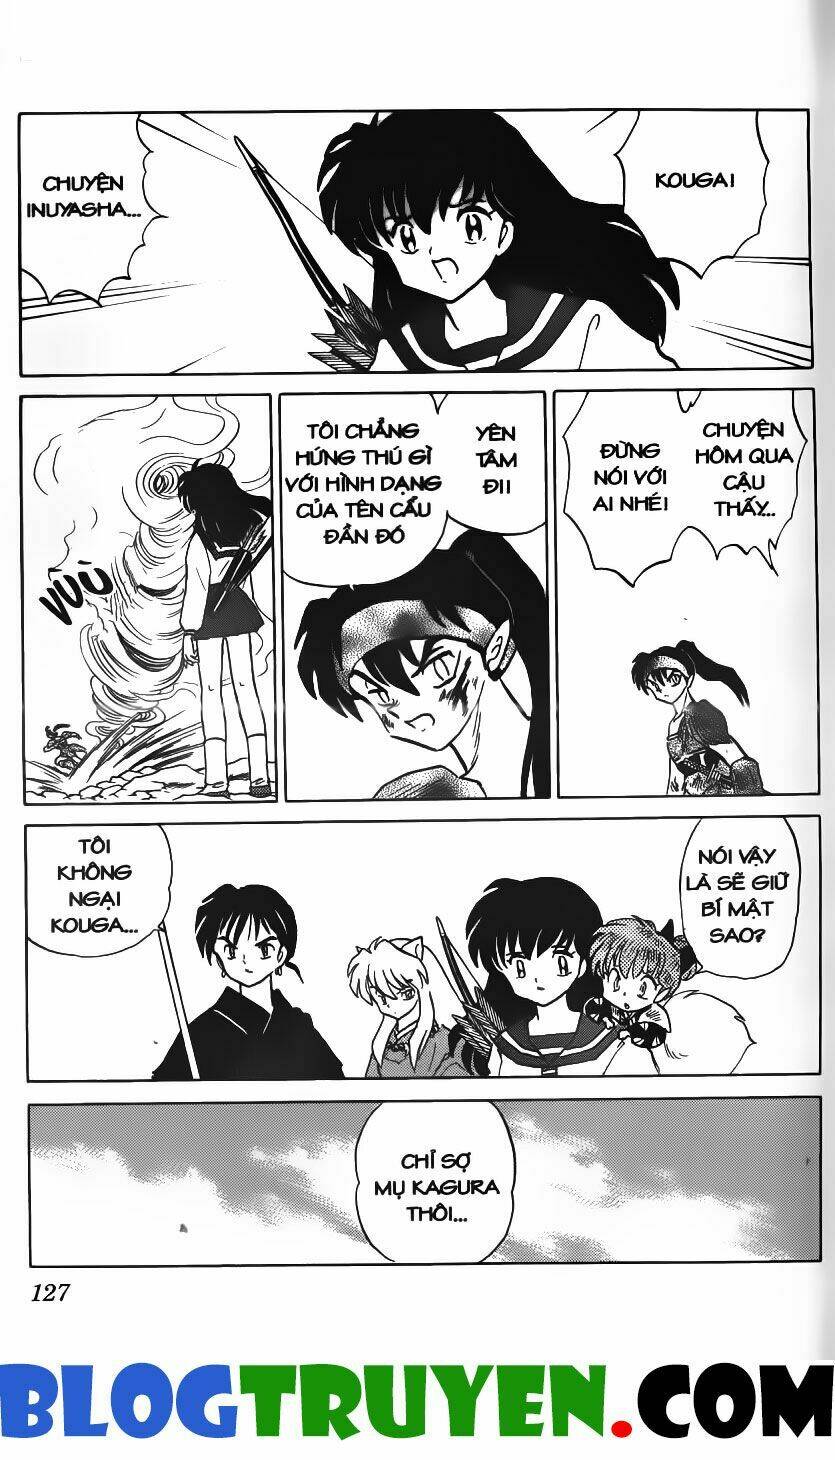 KOUGA!
CHUYỆN
INUYASHA...
CHUYỆN
HÔM QUA
CẬU
THẤY...
ĐỪNG
NÓI VỚI
AI NHÉ!
YÊN
TÂM
ĐI!
TÔI CHẲNG
HỨNG THÚ GÌ
VỚI HÌNH DẠNG
CỦA TÊN CẨU
ĐẦN ĐÓ
VÙÙ
NÓI VẬY
LÀ SẼ GIỮ
BÍ MẬT
SAO?
TÔI
KHÔNG
NGẠI
KOUGA...
CHỈ SỢ
MỤ KAGURA
THÔI...
127
BLOGTRUYEN.COM